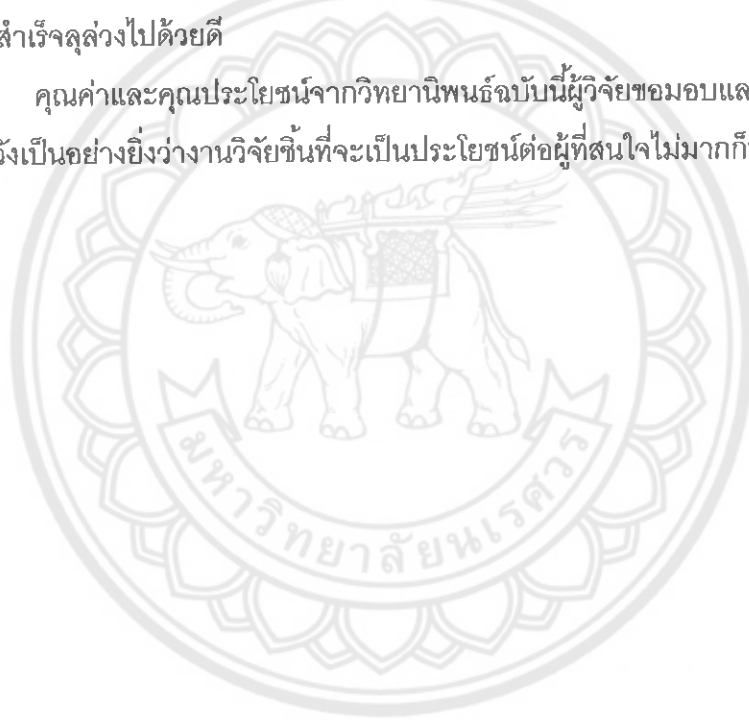 สำเร็จลุล่วงไปด้วยดี
คุณค่าและคุณประโยชน์จากวิทยานิพนธ์ฉบับนี้ผู้วิจัยขอมอบแล
วังเป็นอย่างยิ่งว่างานวิจัยชิ้นที่จะเป็นประโยชน์ต่อผู้ที่สนใจไม่มากก็
มหาวิทยาลัยนเรศวร